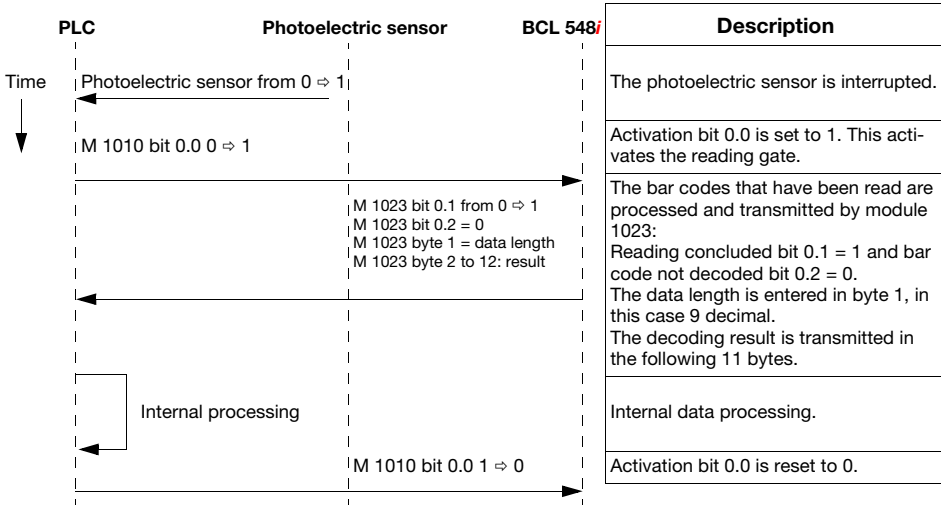 PLC Photoelectric sensor BCL 548i Description
Time Photoelectric sensor from 0 ⇨ 1
The photoelectric sensor is interrupted.
M 1010 bit 0.0 0 ⇨ 1
Activation bit 0.0 is set to 1. This acti-
vates the reading gate.
M 1023 bit 0.1 from 0 ⇨ 1
M 1023 bit 0.2 = 0
M 1023 byte 1 = data length
M 1023 byte 2 to 12: result
The bar codes that have been read are
processed and transmitted by module
1023:
Reading concluded bit 0.1 = 1 and bar
code not decoded bit 0.2 = 0.
The data length is entered in byte 1, in
this case 9 decimal.
The decoding result is transmitted in
the following 11 bytes.
Internal processing
Internal data processing.
M 1010 bit 0.0 1 ⇨ 0
Activation bit 0.0 is reset to 0.